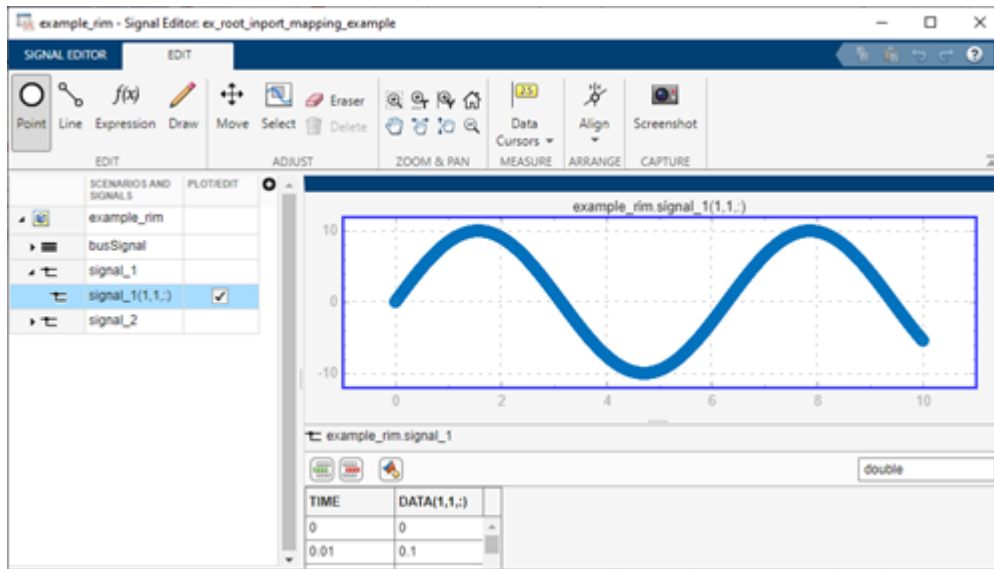 example_rim - Signal Editor: ex_root_inport_mapping_example
SIGNAL EDITOR EDIT
Point Line Expression Draw Move Select Eraser Delete Data Cursors Align Screenshot
f(x)
2.5
EDIT ADJUST ZOOM & PAN MEASURE ARRANGE CAPTURE
SCENARIOS AND SIGNALS PLOT/EDIT
example_rim
busSignal
signal_1
signal_1(1,1,:)
signal_2
example_rim.signal_1(1,1,:)
10
0
-10
0 2 4 6 8 10
example_rim.signal_1
double
TIME DATA(1,1,:)
0 0
0.01 0.1